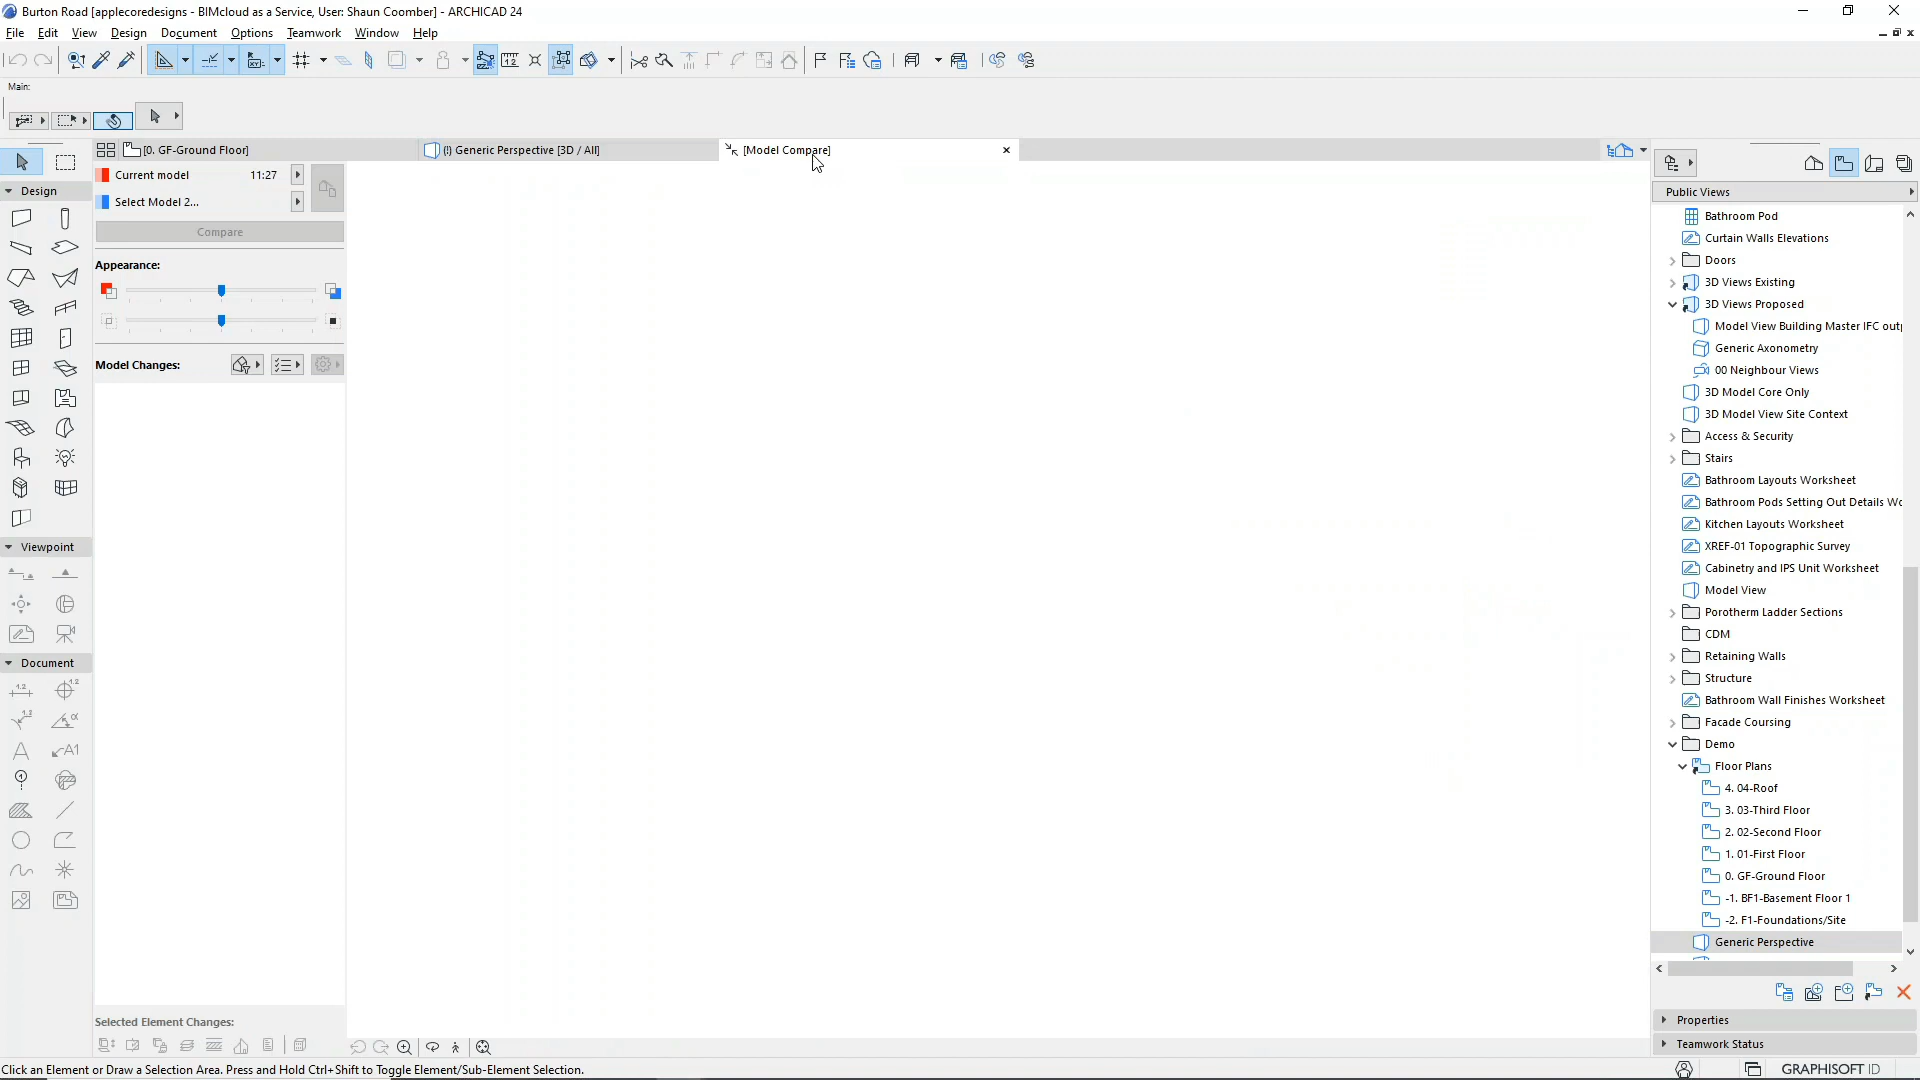 Burton Road [applecoredesigns - BIMcloud as a Service, User: Shaun Coomber] - ARCHICAD 24
File Edit View Design Document Options Teamwork Window Help
Main:
[0. GF-Ground Floor]
(!) Generic Perspective [3D / All]
[Model Compare]
Current model 11:27
Select Model 2...
Compare
Appearance:
Model Changes:
Selected Element Changes:
Design
Viewpoint
Document
Public Views
Bathroom Pod
Curtain Walls Elevations
Doors
3D Views Existing
3D Views Proposed
Model View Building Master IFC out
Generic Axonometry
00 Neighbour Views
3D Model Core Only
3D Model View Site Context
Access & Security
Stairs
Bathroom Layouts Worksheet
Bathroom Pods Setting Out Details Wo
Kitchen Layouts Worksheet
XREF-01 Topographic Survey
Cabinetry and IPS Unit Worksheet
Model View
Porotherm Ladder Sections
CDM
Retaining Walls
Structure
Bathroom Wall Finishes Worksheet
Facade Coursing
Demo
Floor Plans
4. 04-Roof
3. 03-Third Floor
2. 02-Second Floor
1. 01-First Floor
0. GF-Ground Floor
-1. BF1-Basement Floor 1
-2. F1-Foundations/Site
Generic Perspective
Properties
Teamwork Status
Click an Element or Draw a Selection Area. Press and Hold Ctrl+Shift to Toggle Element/Sub-Element Selection.
GRAPHISOFT ID